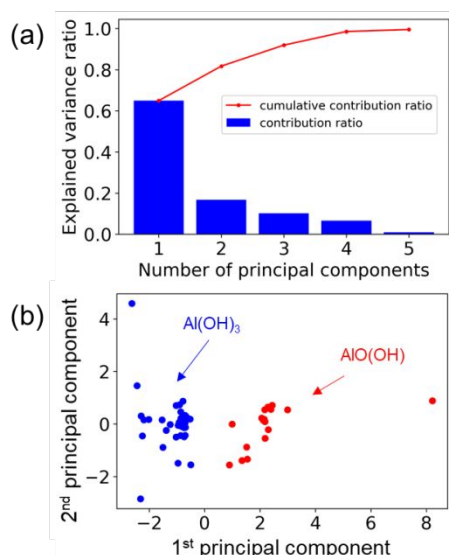 (a)
Explained variance ratio
1.0
0.8
0.6
0.4
0.2
0.0
cumulative contribution ratio
contribution ratio
1 2 3 4 5
Number of principal components
(b)
2nd principal component
4
2
0
−2
Al(OH)3
AlO(OH)
−2 0 2 4 6 8
1st principal component